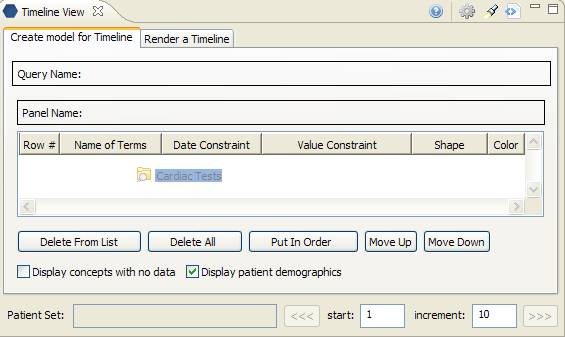 Timeline View
Create model for Timeline Render a Timeline
Query Name:
Panel Name:
Row # Name of Terms Date Constraint Value Constraint Shape Color
Cardiac Tests
Delete From List Delete All Put In Order Move Up Move Down
Display concepts with no data Display patient demographics
Patient Set: <<< start: 1 increment: 10 >>>